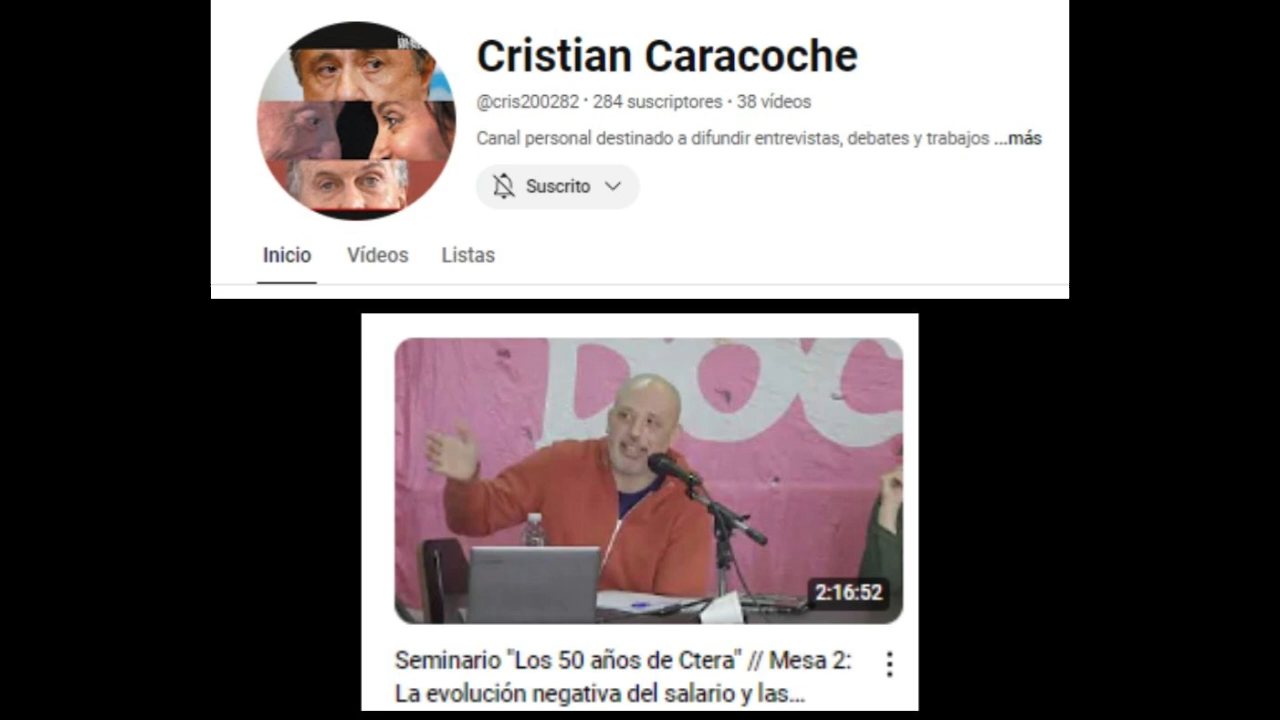 Cristian Caracoche
@cris200282 · 284 suscriptores · 38 vídeos
Canal personal destinado a difundir entrevistas, debates y trabajos ...más
Suscrito
Inicio Vídeos Listas
DOC
2:16:52
Seminario "Los 50 años de Ctera" // Mesa 2:
La evolución negativa del salario y las...